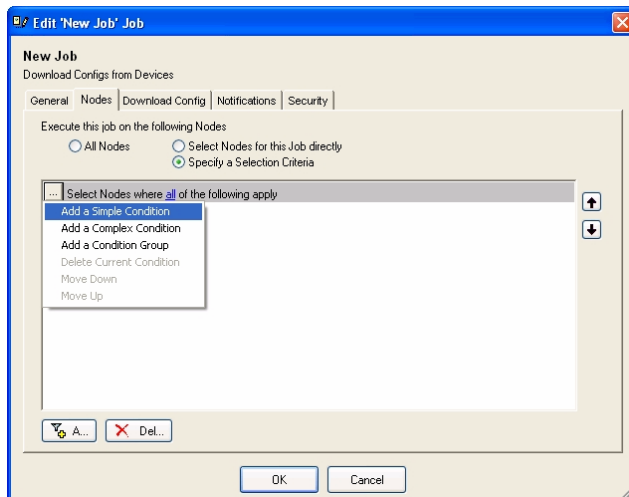 Edit 'New Job' Job
New Job
Download Configs from Devices
General Nodes Download Config Notifications Security
Execute this job on the following Nodes
All Nodes Select Nodes for this Job directly
Specify a Selection Criteria
... Select Nodes where all of the following apply
Add a Simple Condition
Add a Complex Condition
Add a Condition Group
Delete Current Condition
Move Down
Move Up
A... Del...
OK Cancel